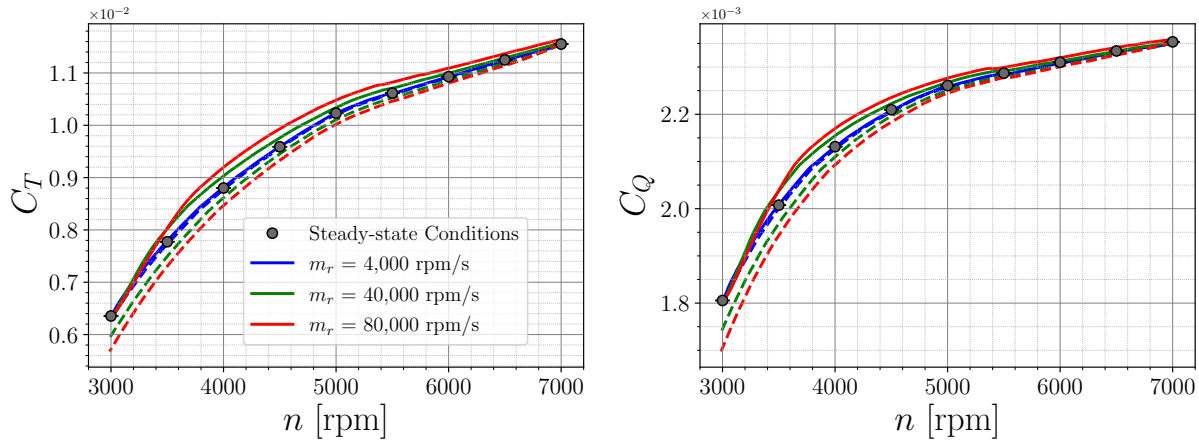 ×10⁻²
1.1
1.0
0.9
0.8
0.7
0.6
C_T
3000 4000 5000 6000 7000
n [rpm]
Steady-state Conditions
m_r = 4,000 rpm/s
m_r = 40,000 rpm/s
m_r = 80,000 rpm/s
×10⁻³
2.2
2.0
1.8
C_Q
3000 4000 5000 6000 7000
n [rpm]